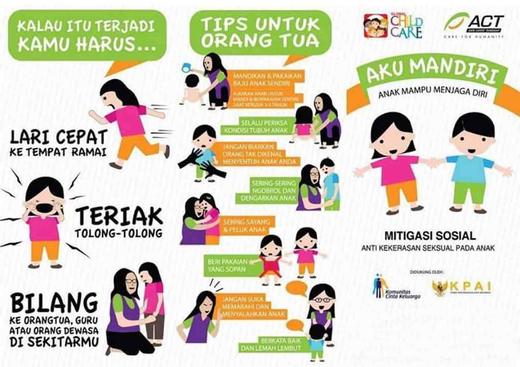 KALAU ITU TERJADI
KAMU HARUS...
LARI CEPAT
KE TEMPAT RAMAI
TERIAK
TOLONG-TOLONG
BILANG
KE ORANGTUA, GURU
ATAU ORANG DEWASA
DI SEKITARMU
TIPS UNTUK
ORANG TUA
MANDIKAN & PAKAIKAN
BAJU ANAK SENDIRI
SELALU PERIKSA
KONDISI TUBUH ANAK
JANGAN BIARKAN
ORANG TAK DIKENAL
MENYENTUH ANAK ANDA
SERING-SERING
NGOBROL DAN
DENGARKAN ANAK
SERING SAYANG
& PELUK ANAK
BERI PAKAIAN
YANG SOPAN
JANGAN SUKA
MEMARAHI DAN
MENYALAHKAN ANAK
BERKATA BAIK
DAN LEMAH LEMBUT
GLOBAL
CHILD
CARE
ACT
CARE FOR HUMANITY
AKU MANDIRI
ANAK MAMPU MENJAGA DIRI
MITIGASI SOSIAL
ANTI KEKERASAN SEKSUAL PADA ANAK
DIDUKUNG OLEH:
Komunitas
Cinta Keluarga
KPAI